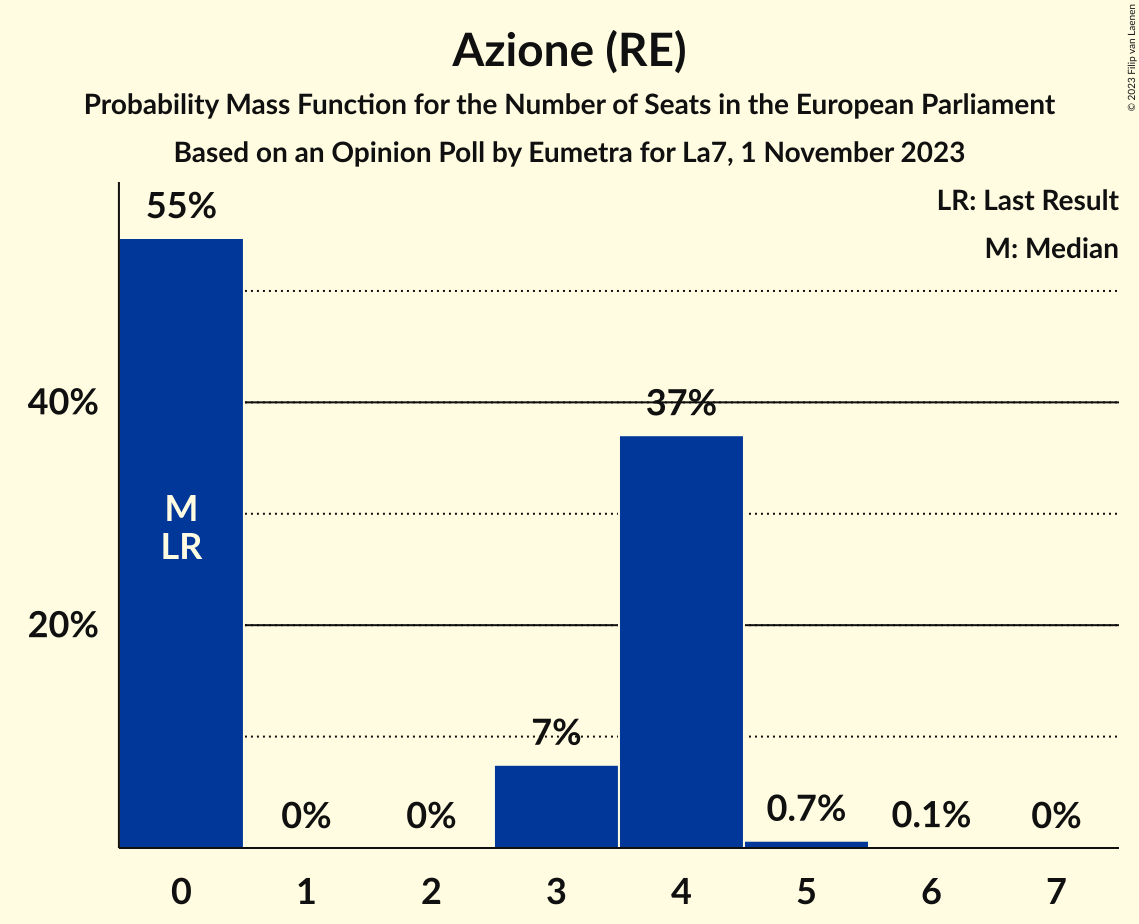 Azione (RE)
Probability Mass Function for the Number of Seats in the European Parliament
Based on an Opinion Poll by Eumetra for La7, 1 November 2023
© 2023 Filip van Laenen
LR: Last Result
M: Median
55%
40%
37%
M
LR
20%
7%
0%
0%
0.7%
0.1%
0%
0
1
2
3
4
5
6
7